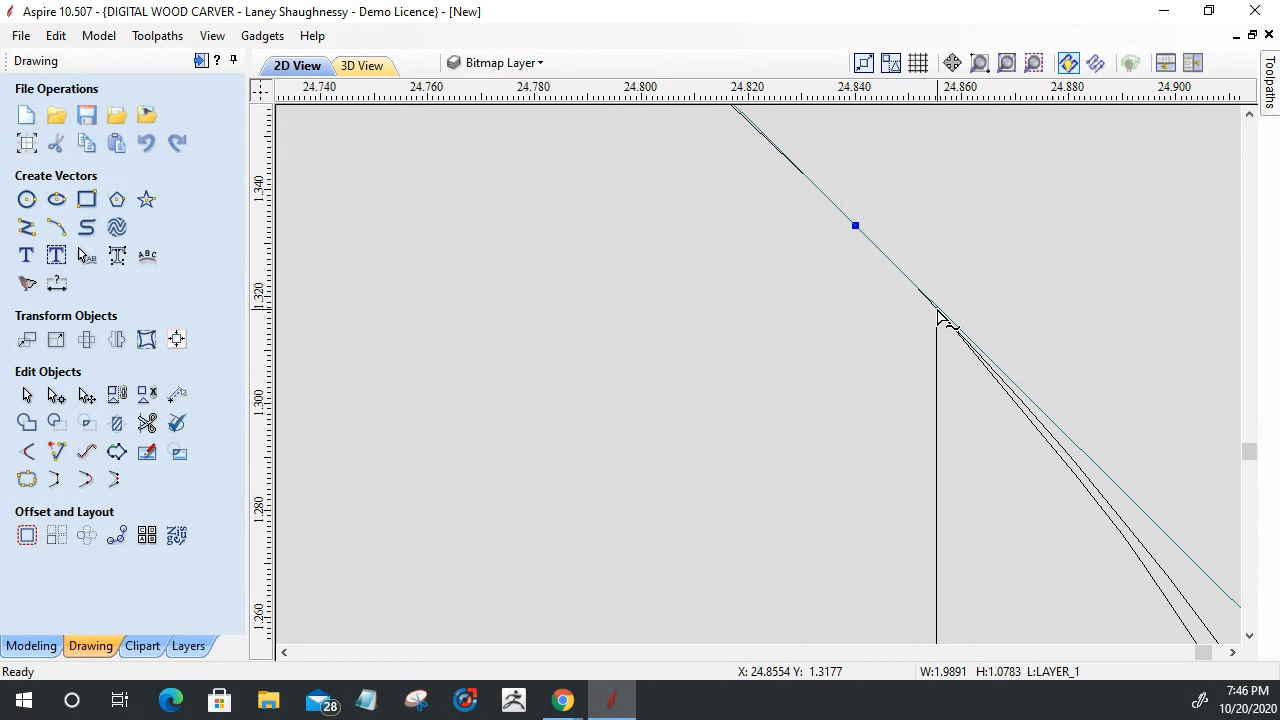 Aspire 10.507 - {DIGITAL WOOD CARVER - Laney Shaughnessy - Demo Licence} - [New]
File Edit Model Toolpaths View Gadgets Help
Drawing
2D View 3D View Bitmap Layer
File Operations
Create Vectors
Transform Objects
Edit Objects
Offset and Layout
24.740 24.760 24.780 24.800 24.820 24.840 24.860 24.880 24.900
1.340
1.320
1.300
1.280
1.260
Toolpaths
Modeling Drawing Clipart Layers
Ready X: 24.8554 Y: 1.3177 W:1.9891 H:1.0783 L:LAYER_1
28
7:46 PM
10/20/2020